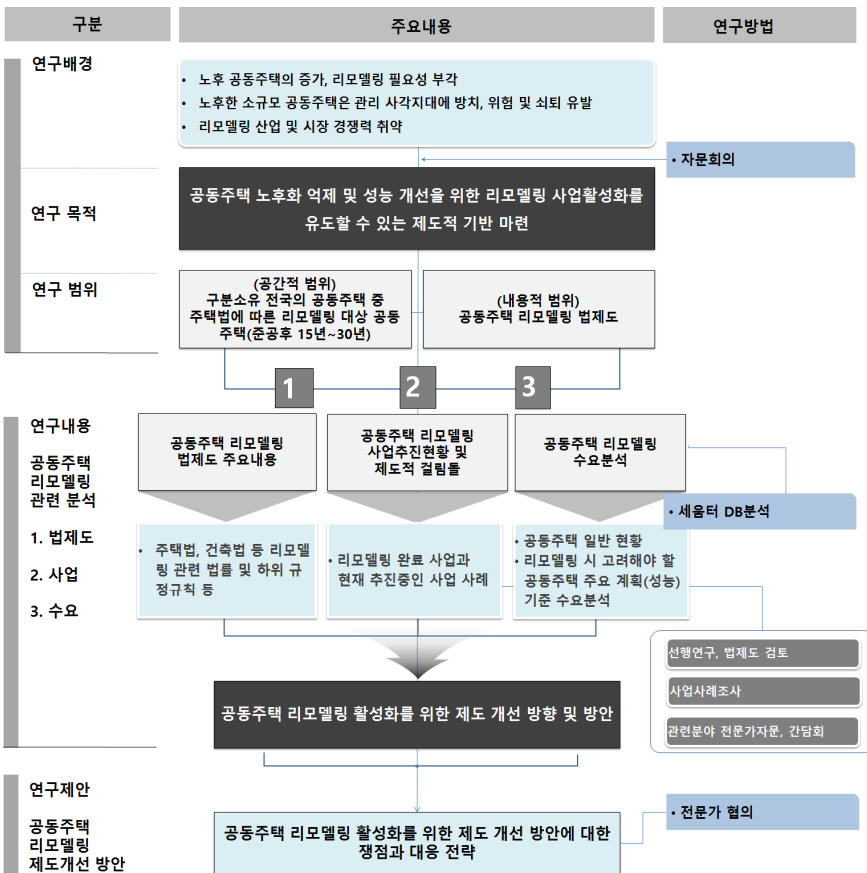 구분
주요내용
연구방법
연구배경
• 노후 공동주택의 증가, 리모델링 필요성 부각
• 노후한 소규모 공동주택은 관리 사각지대에 방치, 위험 및 쇠퇴 유발
• 리모델링 산업 및 시장 경쟁력 취약
• 자문회의
연구 목적
공동주택 노후화 억제 및 성능 개선을 위한 리모델링 사업활성화를
유도할 수 있는 제도적 기반 마련
연구 범위
(공간적 범위)
구분소유 전국의 공동주택 중
주택법에 따른 리모델링 대상 공동
주택(준공후 15년~30년)
(내용적 범위)
공동주택 리모델링 법제도
1
2
3
연구내용
공동주택
리모델링
관련 분석
1. 법제도
2. 사업
3. 수요
공동주택 리모델링
법제도 주요내용
공동주택 리모델링
사업추진현황 및
제도적 걸림돌
공동주택 리모델링
수요분석
• 세움터 DB분석
• 주택법, 건축법 등 리모델
링 관련 법률 및 하위 규
정규칙 등
• 리모델링 완료 사업과
현재 추진중인 사업 사례
• 공동주택 일반 현황
• 리모델링 시 고려해야 할
공동주택 주요 계획(성능)
기준 수요분석
선행연구, 법제도 검토
사업사례조사
관련분야 전문가자문, 간담회
공동주택 리모델링 활성화를 위한 제도 개선 방향 및 방안
연구제안
공동주택
리모델링
제도개선 방안
• 전문가 협의
공동주택 리모델링 활성화를 위한 제도 개선 방안에 대한
쟁점과 대응 전략